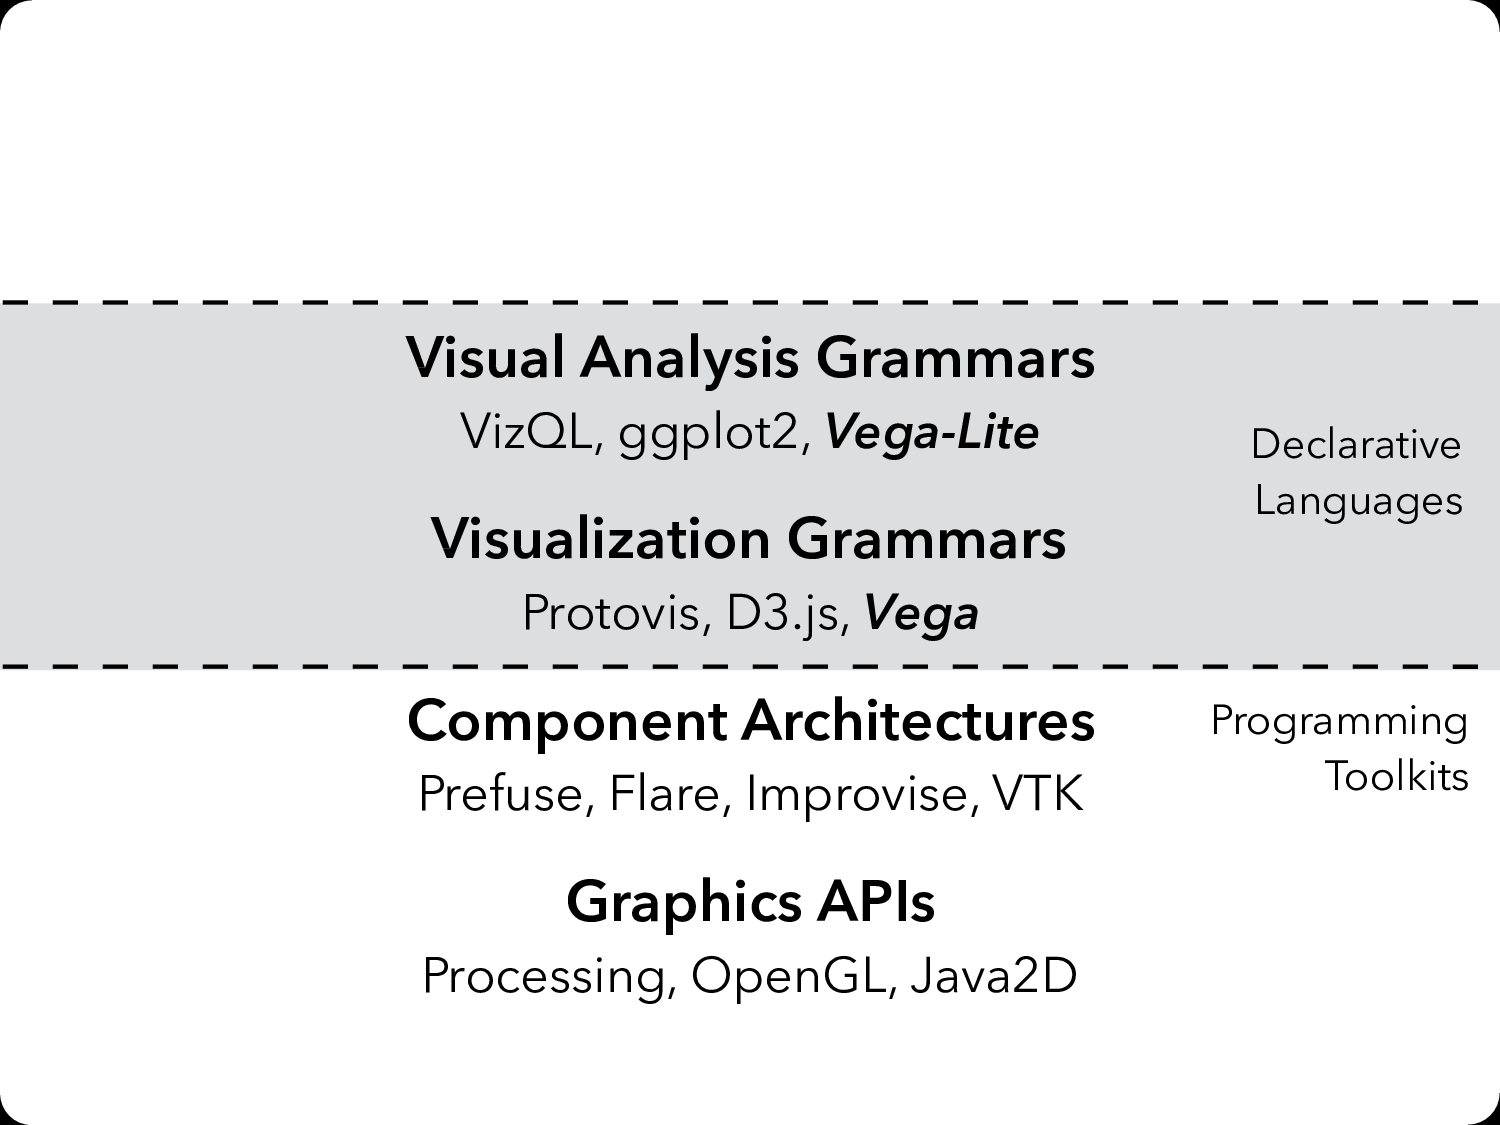 Visual Analysis Grammars
VizQL, ggplot2, Vega-Lite
Declarative
Languages
Visualization Grammars
Protovis, D3.js, Vega
Component Architectures
Programming
Toolkits
Prefuse, Flare, Improvise, VTK
Graphics APIs
Processing, OpenGL, Java2D